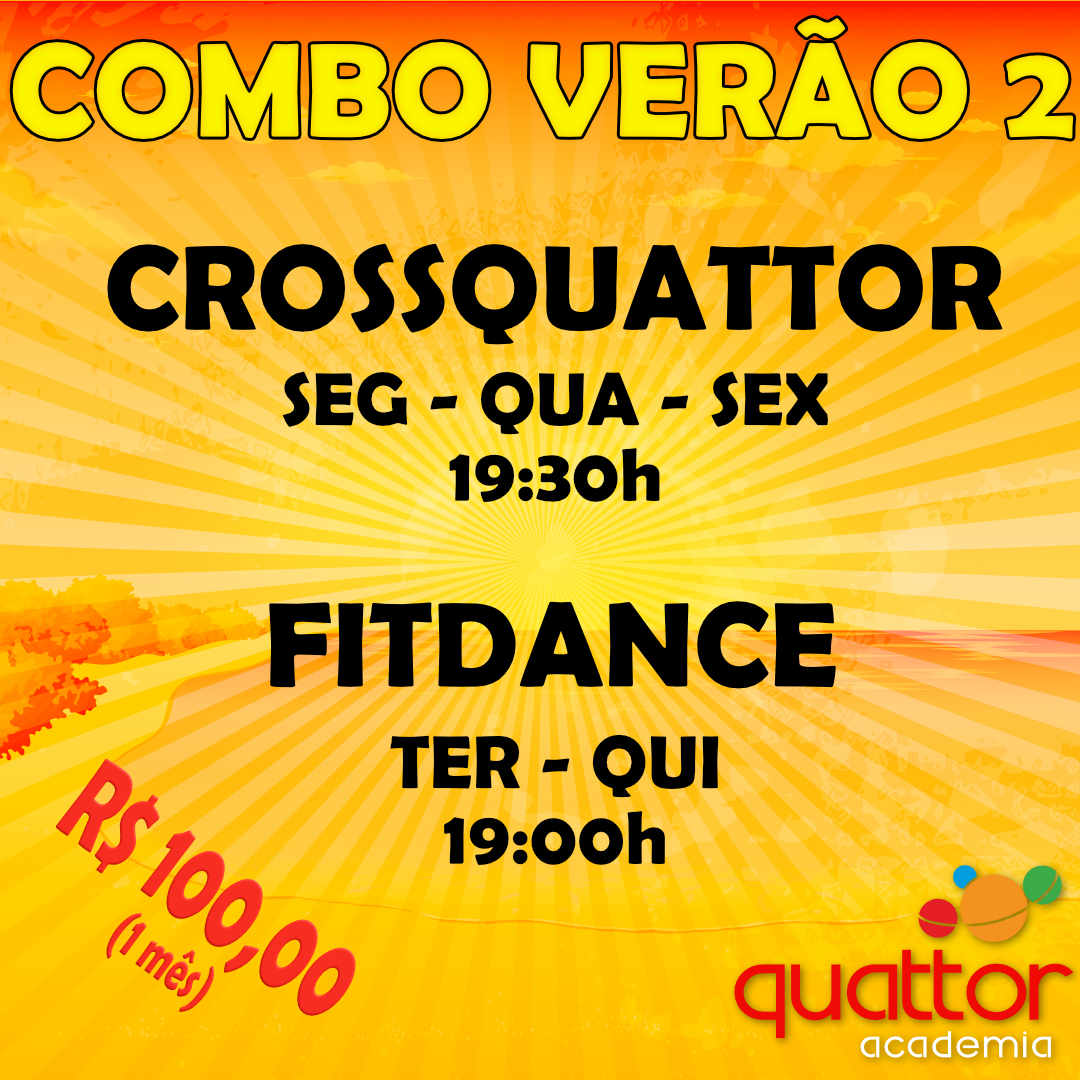 COMBO VERÃO 2
CROSSQUATTOR
SEG - QUA - SEX
19:30h
FITDANCE
TER - QUI
19:00h
R$ 100,00
(1 mês)
quattor
academia